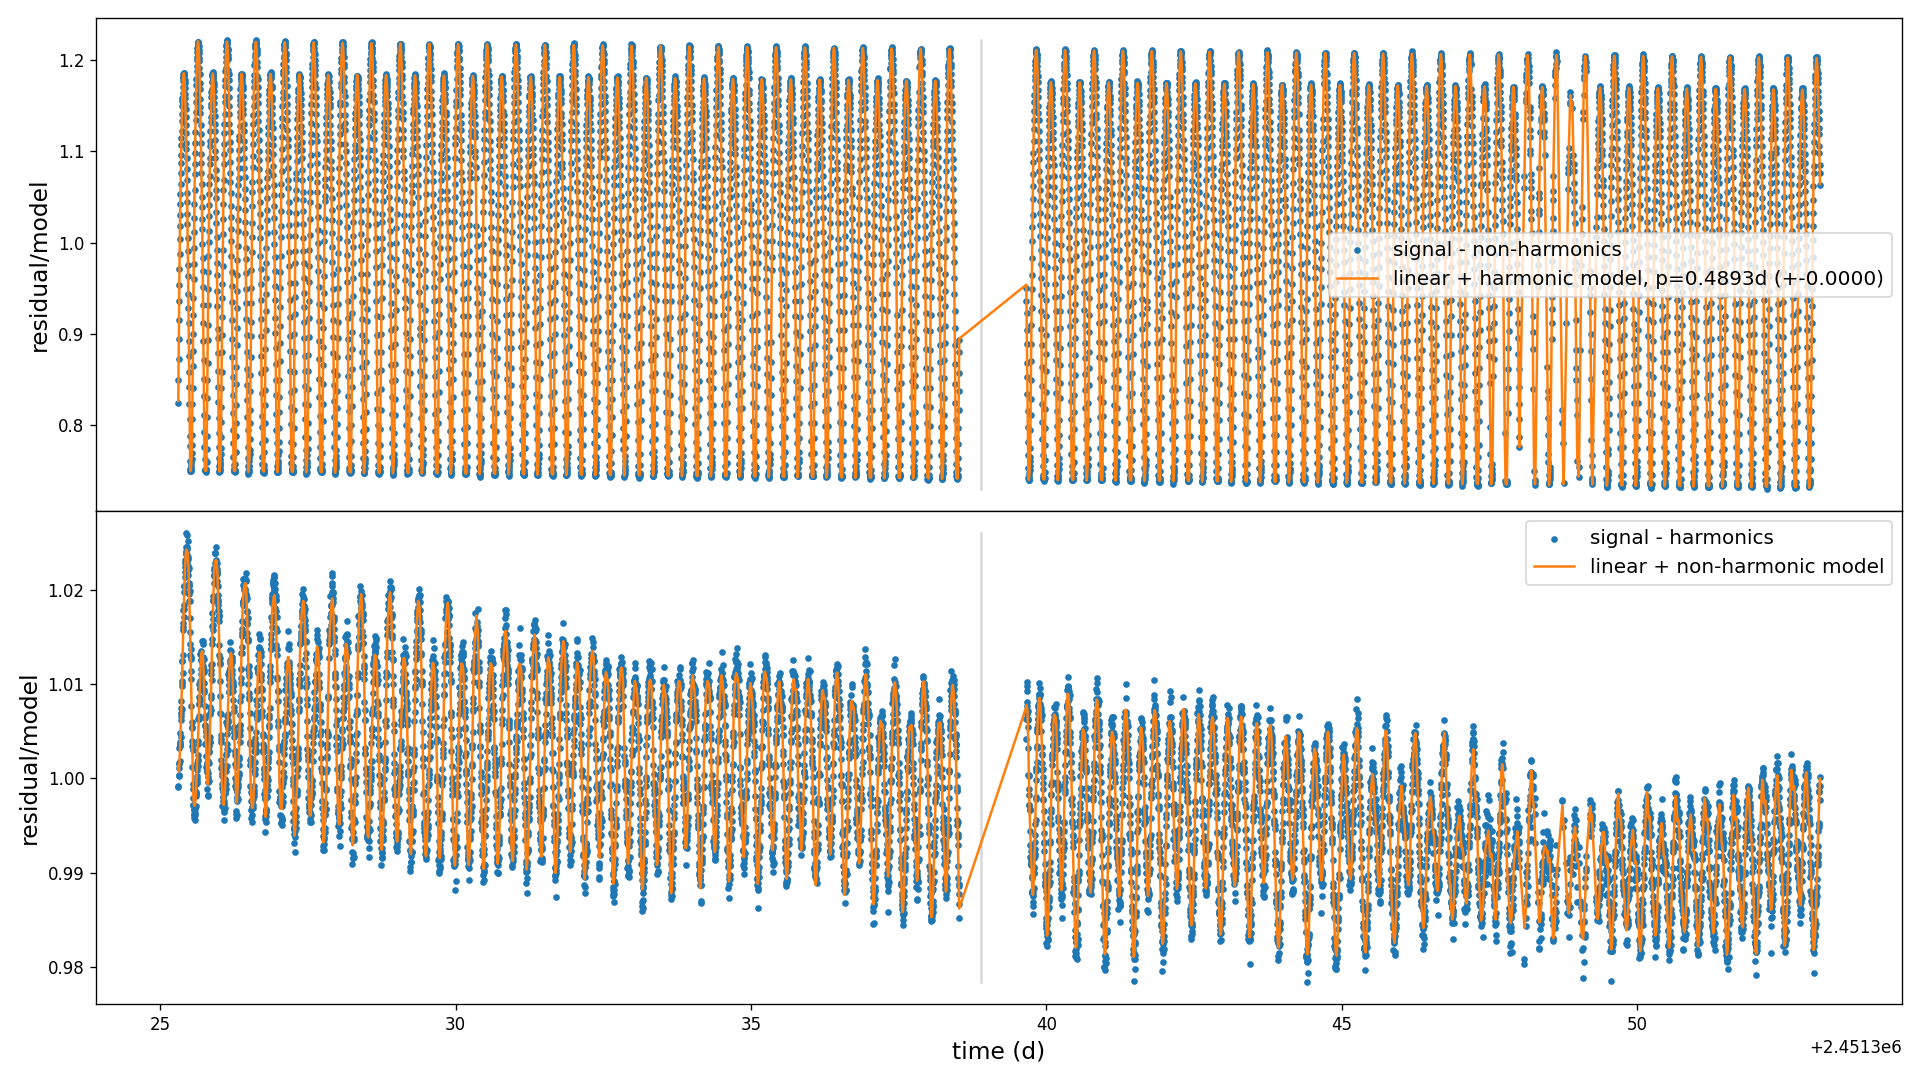 1.2
1.1
1.0
0.9
0.8
residual/model
signal - non-harmonics
linear + harmonic model, p=0.4893d (+-0.0000)
1.02
1.01
1.00
0.99
0.98
residual/model
signal - harmonics
linear + non-harmonic model
25 30 35 40 45 50
time (d)
+2.4513e6